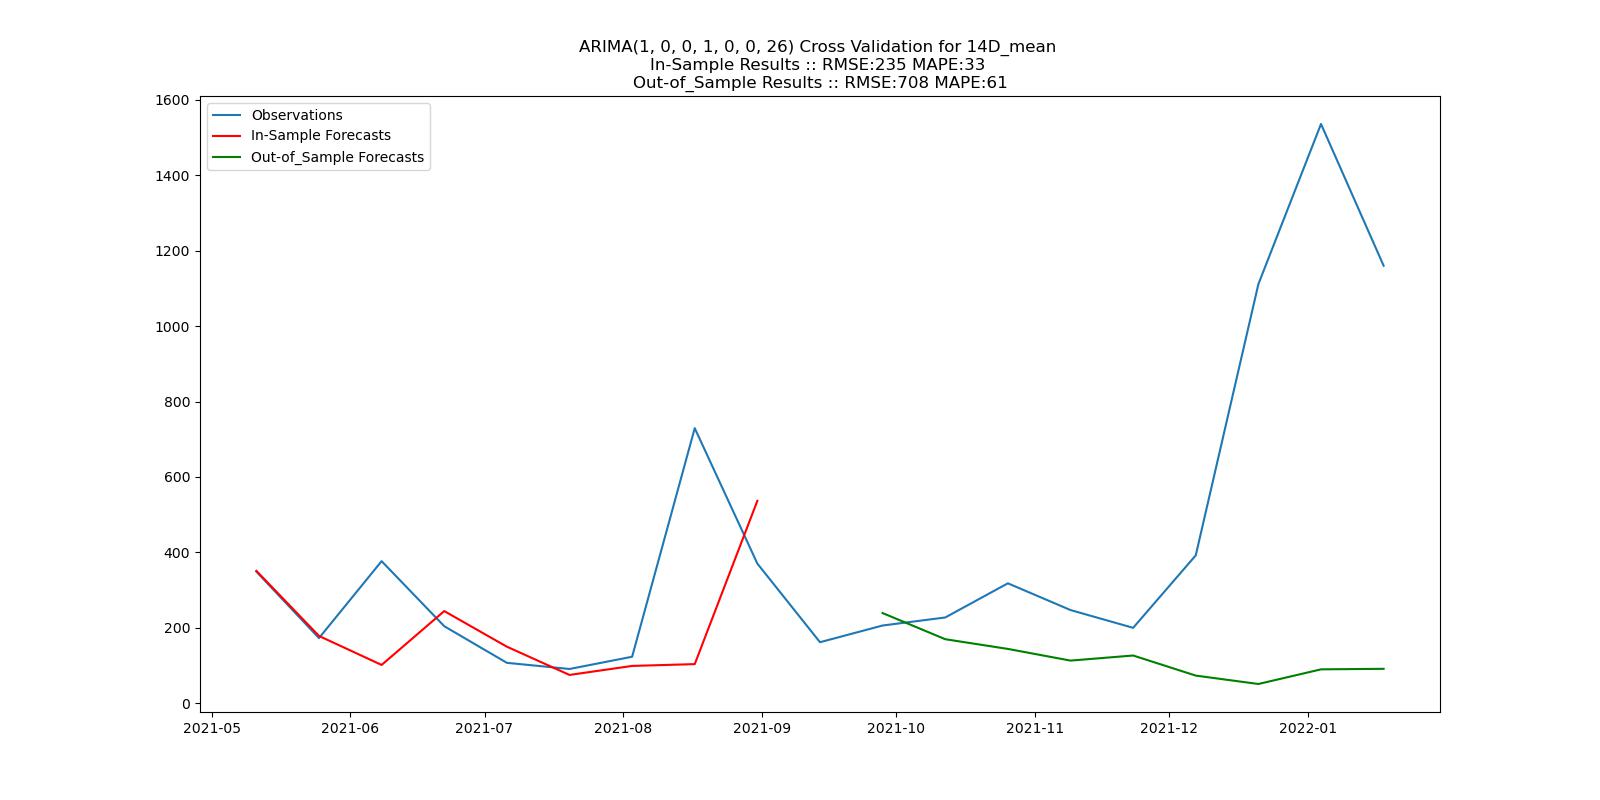 ARIMA(1, 0, 0, 1, 0, 0, 26) Cross Validation for 14D_mean
In-Sample Results :: RMSE:235 MAPE:33
Out-of_Sample Results :: RMSE:708 MAPE:61
Observations
In-Sample Forecasts
Out-of_Sample Forecasts
1600
1400
1200
1000
800
600
400
200
0
2021-05 2021-06 2021-07 2021-08 2021-09 2021-10 2021-11 2021-12 2022-01